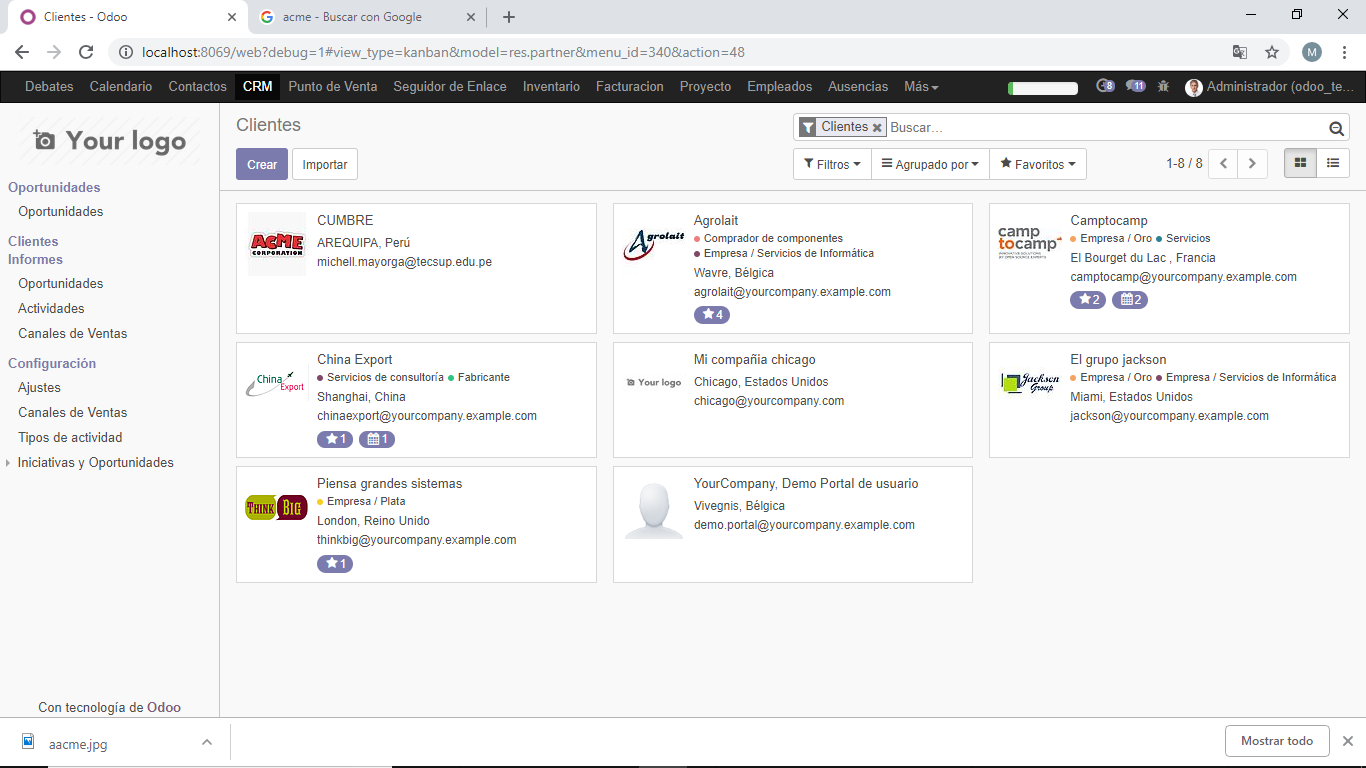 Clientes - Odoo
acme - Buscar con Google
localhost:8069/web?debug=1#view_type=kanban&model=res.partner&menu_id=340&action=48
M
Debates Calendario Contactos CRM Punto de Venta Seguidor de Enlace Inventario Facturacion Proyecto Empleados Ausencias Más
8 11 Administrador (odoo_te...
Your logo
Clientes
Clientes Buscar...
Crear Importar
Filtros Agrupado por Favoritos 1-8 / 8
Oportunidades
Oportunidades
Clientes
Informes
Oportunidades
Actividades
Canales de Ventas
Configuración
Ajustes
Canales de Ventas
Tipos de actividad
Iniciativas y Oportunidades
Con tecnología de Odoo
ACME
CORPORATION
CUMBRE
AREQUIPA, Perú
michell.mayorga@tecsup.edu.pe
Agrolait
Agrolait
Comprador de componentes
Empresa / Servicios de Informática
Wavre, Bélgica
agrolait@yourcompany.example.com
4
camp
tocamp
INNOVATIVE SOLUTIONS
BY OPEN SOURCE EXPERTS
Camptocamp
Empresa / Oro Servicios
El Bourget du Lac , Francia
camptocamp@yourcompany.example.com
2 2
China
Export
China Export
Servicios de consultoría Fabricante
Shanghai, China
chinaexport@yourcompany.example.com
1 1
Your logo
Mi compañia chicago
Chicago, Estados Unidos
chicago@yourcompany.com
Jackson
Group
El grupo jackson
Empresa / Oro Empresa / Servicios de Informática
Miami, Estados Unidos
jackson@yourcompany.example.com
THINK BIG
Piensa grandes sistemas
Empresa / Plata
London, Reino Unido
thinkbig@yourcompany.example.com
1
YourCompany, Demo Portal de usuario
Vivegnis, Bélgica
demo.portal@yourcompany.example.com
aacme.jpg
Mostrar todo